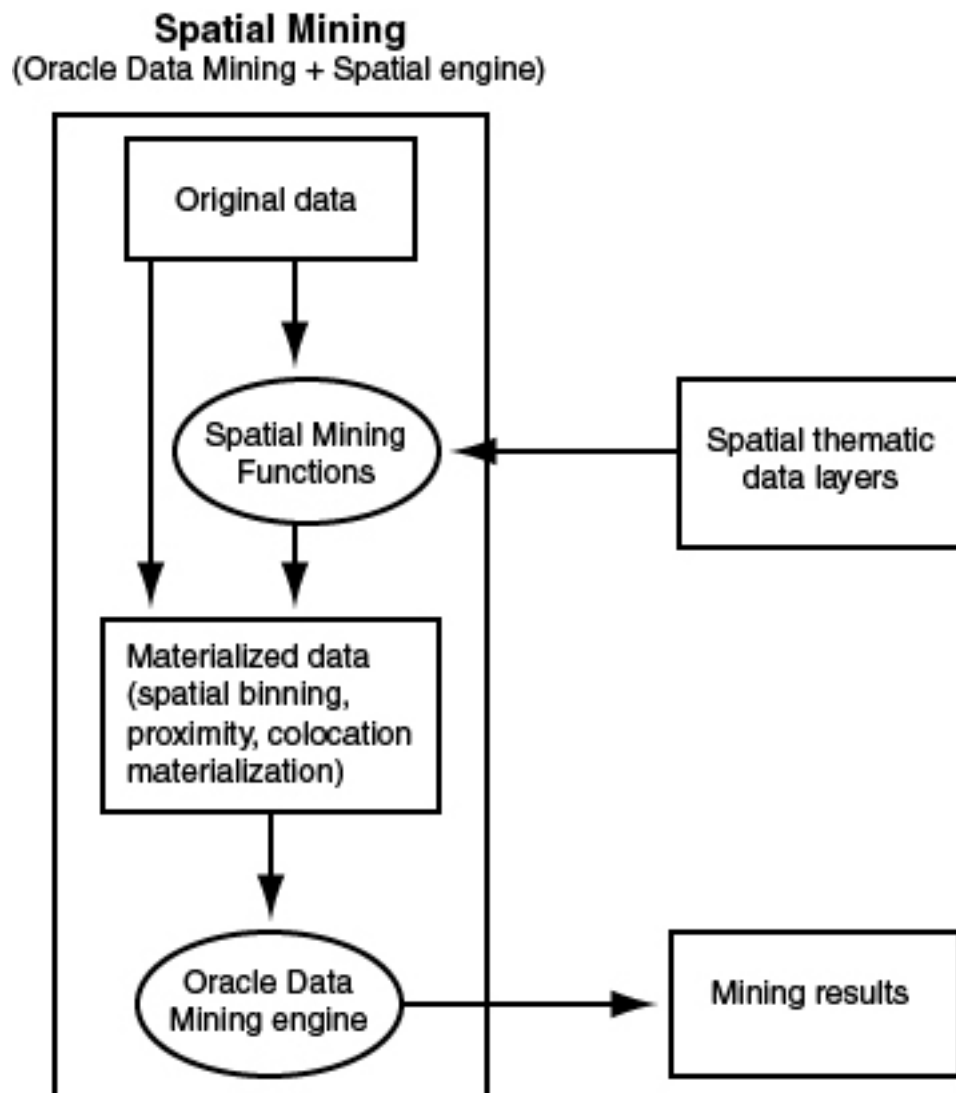 Spatial Mining
(Oracle Data Mining + Spatial engine)
Original data
Spatial Mining
Functions
Spatial thematic
data layers
Materialized data
(spatial binning,
proximity, colocation
materialization)
Oracle Data
Mining engine
Mining results